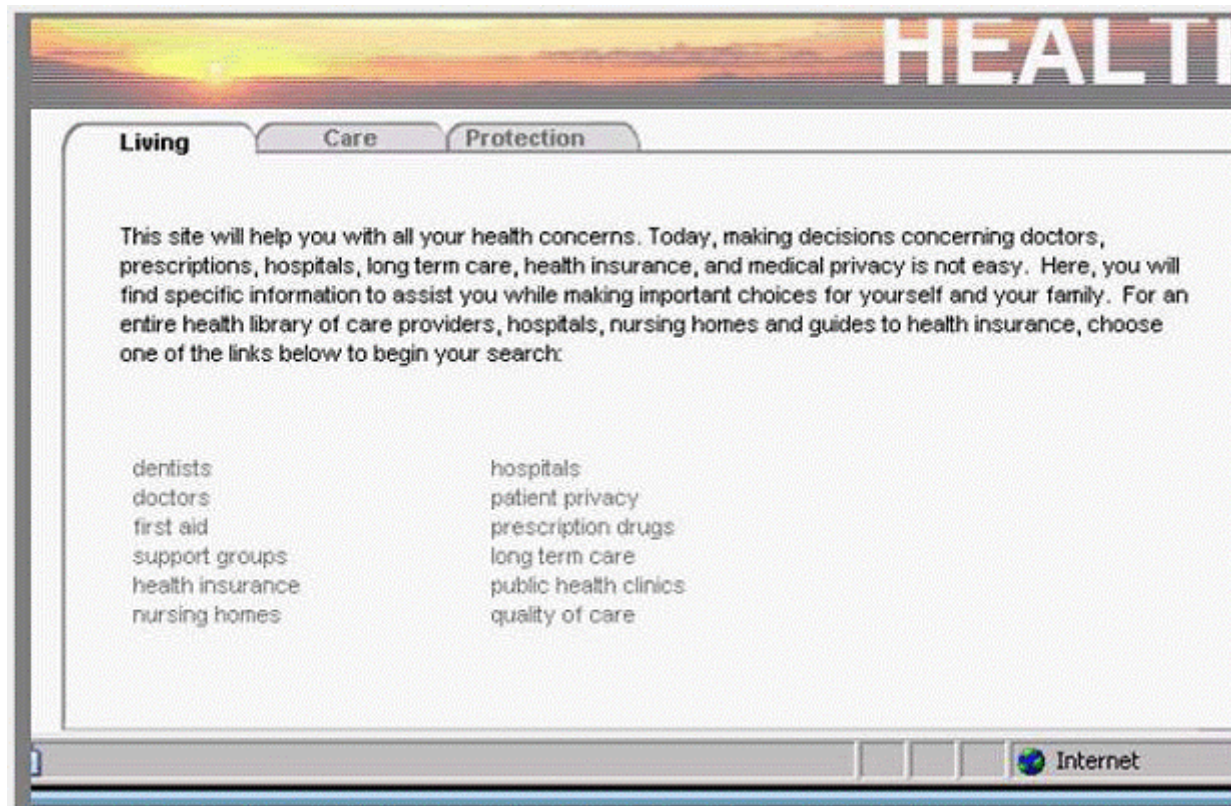 HEALTH
Living
Care
Protection
This site will help you with all your health concerns. Today, making decisions concerning doctors,
prescriptions, hospitals, long term care, health insurance, and medical privacy is not easy. Here, you will
find specific information to assist you while making important choices for yourself and your family. For an
entire health library of care providers, hospitals, nursing homes and guides to health insurance, choose
one of the links below to begin your search:
dentists
doctors
first aid
support groups
health insurance
nursing homes
hospitals
patient privacy
prescription drugs
long term care
public health clinics
quality of care
Internet